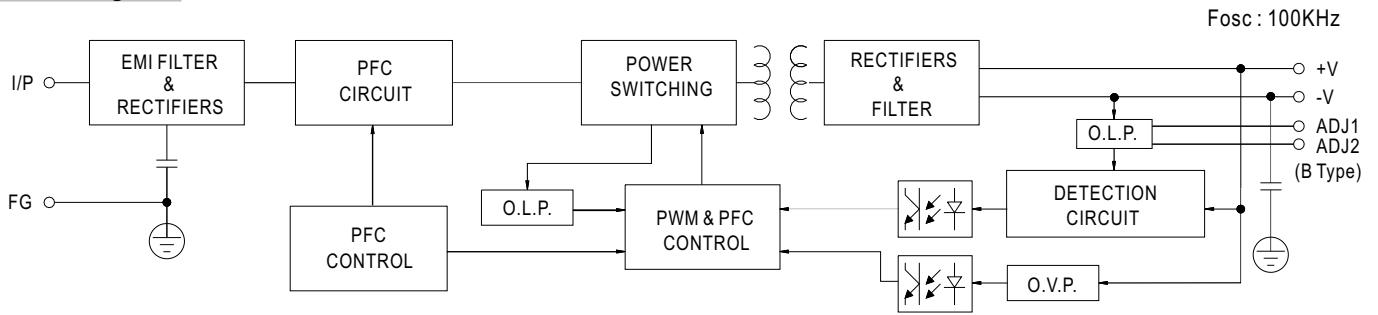 Fosc : 100KHz
I/P
EMI FILTER
&
RECTIFIERS
PFC
CIRCUIT
POWER
SWITCHING
RECTIFIERS
&
FILTER
+V
-V
O.L.P.
ADJ1
ADJ2
(B Type)
FG
PFC
CONTROL
O.L.P.
PWM & PFC
CONTROL
DETECTION
CIRCUIT
O.V.P.